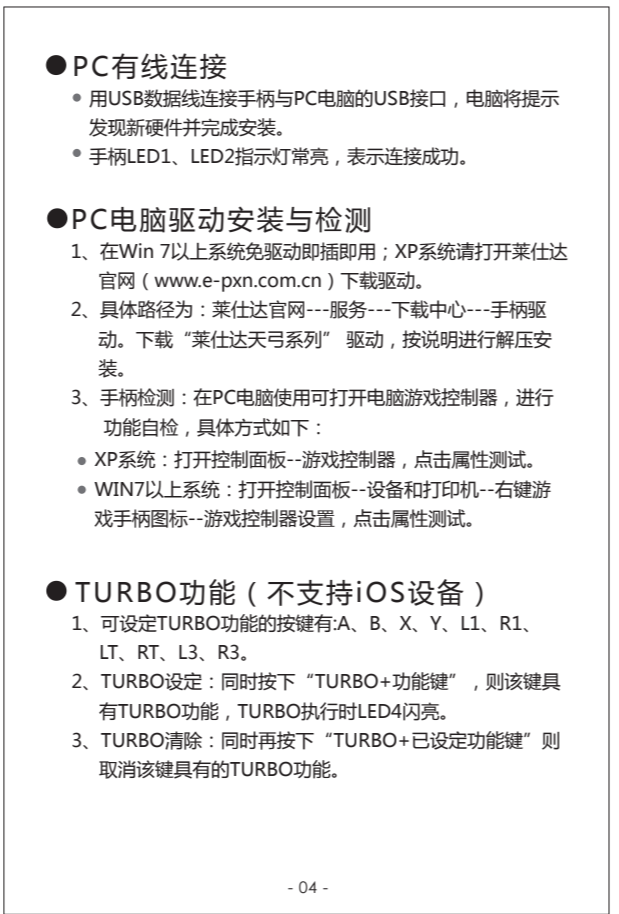 ●PC有线连接
• 用USB数据线连接手柄与PC电脑的USB接口，电脑将提示
发现新硬件并完成安装。
• 手柄LED1、LED2指示灯常亮，表示连接成功。
●PC电脑驱动安装与检测
1、在Win 7以上系统免驱动即插即用；XP系统请打开莱仕达
官网（www.e-pxn.com.cn）下载驱动。
2、具体路径为：莱仕达官网---服务---下载中心---手柄驱
动。下载“莱仕达天弓系列” 驱动，按说明进行解压安
装。
3、手柄检测：在PC电脑使用可打开电脑游戏控制器，进行
功能自检，具体方式如下：
• XP系统：打开控制面板--游戏控制器，点击属性测试。
• WIN7以上系统：打开控制面板--设备和打印机--右键游
戏手柄图标--游戏控制器设置，点击属性测试。
●TURBO功能（不支持iOS设备）
1、可设定TURBO功能的按键有:A、B、X、Y、L1、R1、
LT、RT、L3、R3。
2、TURBO设定：同时按下“TURBO+功能键”，则该键具
有TURBO功能，TURBO执行时LED4闪亮。
3、TURBO清除：同时再按下“TURBO+已设定功能键”则
取消该键具有的TURBO功能。
- 04 -